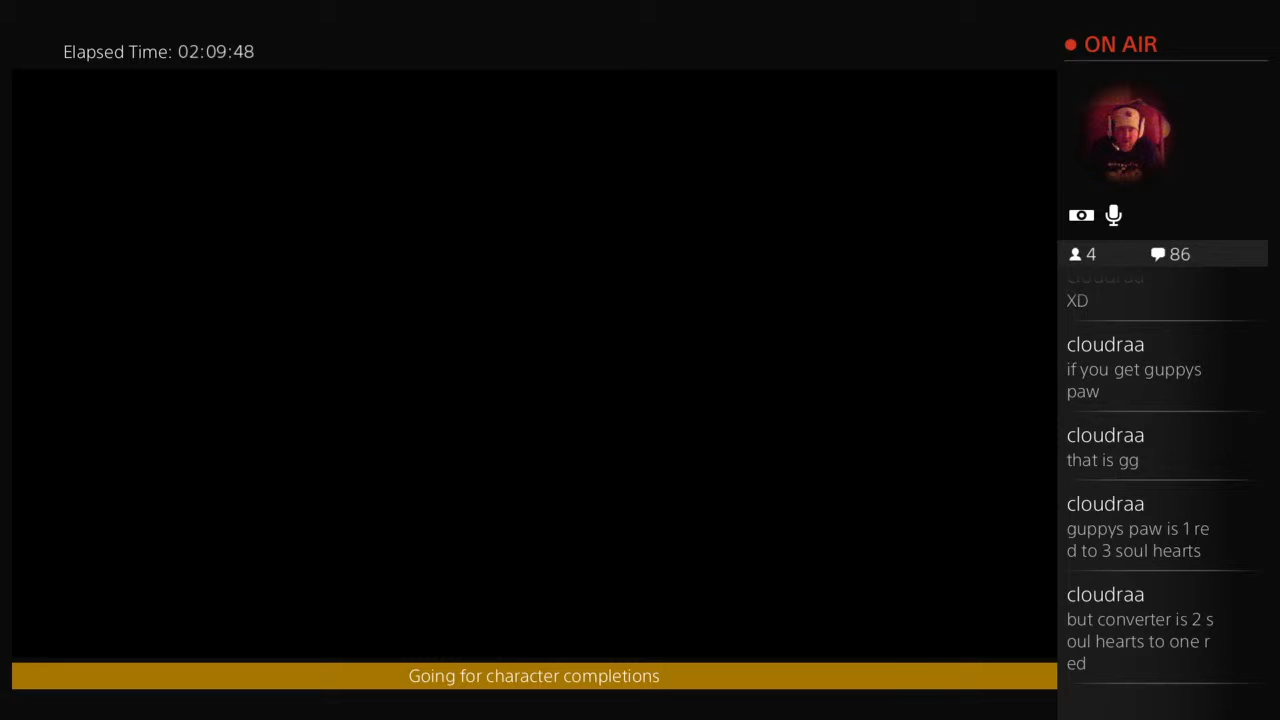 Elapsed Time: 02:09:48
ON AIR
4 86
cloudraa
XD
cloudraa
if you get guppys
paw
cloudraa
that is gg
cloudraa
guppys paw is 1 re
d to 3 soul hearts
cloudraa
but converter is 2 s
oul hearts to one r
ed
Going for character completions